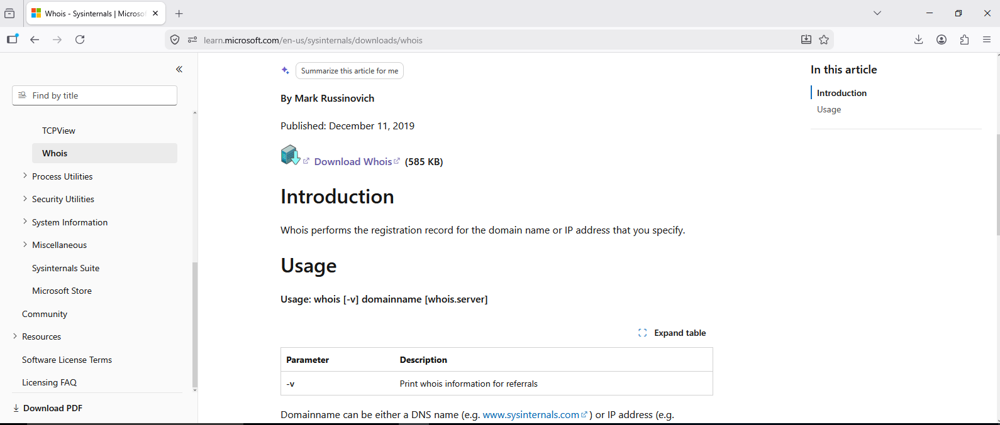 Whois - Sysinternals | Microsof
learn.microsoft.com/en-us/sysinternals/downloads/whois
Find by title
TCPView
Whois
Process Utilities
Security Utilities
System Information
Miscellaneous
Sysinternals Suite
Microsoft Store
Community
Resources
Software License Terms
Licensing FAQ
Download PDF
Summarize this article for me
By Mark Russinovich
Published: December 11, 2019
Download Whois (585 KB)
Introduction
Whois performs the registration record for the domain name or IP address that you specify.
Usage
Usage: whois [-v] domainname [whois.server]
Expand table
Parameter Description
-v Print whois information for referrals
Domainname can be either a DNS name (e.g. www.sysinternals.com) or IP address (e.g.
In this article
Introduction
Usage